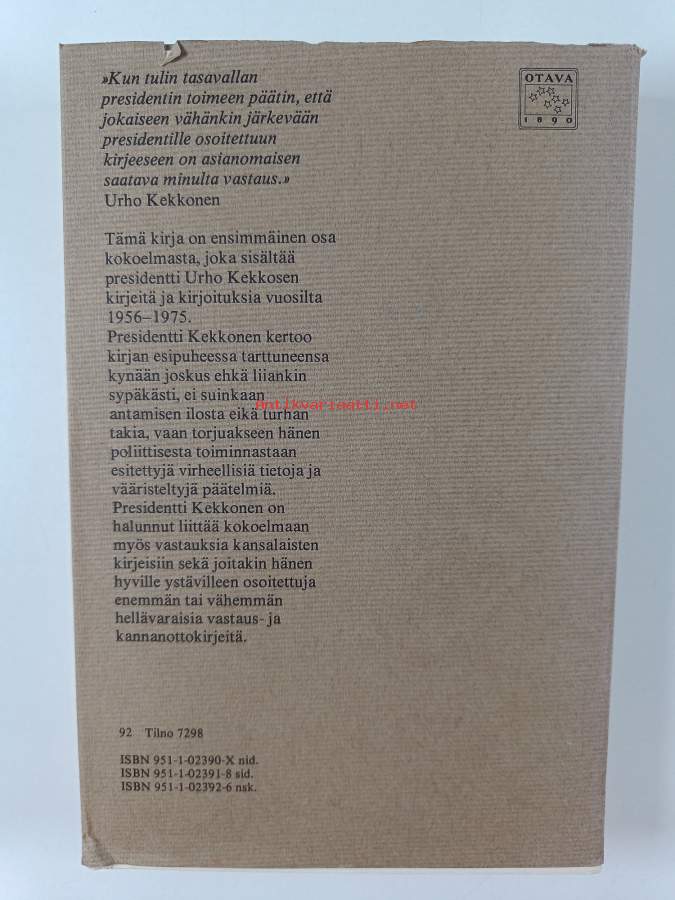 »Kun tulin tasavallan
presidentin toimeen päätin, että
jokaiseen vähänkin järkevään
presidentille osoitettuun
kirjeeseen on asianomaisen
saatava minulta vastaus.»
Urho Kekkonen
OTAVA
1890
Tämä kirja on ensimmäinen osa
kokoelmasta, joka sisältää
presidentti Urho Kekkosen
kirjeitä ja kirjoituksia vuosilta
1956–1975.
Presidentti Kekkonen kertoo
kirjan esipuheessa tarttuneensa
kynään joskus ehkä liiankin
sypäkästi, ei suinkaan
antamisen ilosta eikä turhan
takia, vaan torjuakseen hänen
poliittisesta toiminnastaan
esitettyjä virheellisiä tietoja ja
vääristeltyjä päätelmiä.
Presidentti Kekkonen on
halunnut liittää kokoelmaan
myös vastauksia kansalaisten
kirjeisiin sekä joitakin hänen
hyville ystävilleen osoitettuja
enemmän tai vähemmän
hellävaraisia vastaus- ja
kannanottokirjeitä.
Antikvariaatti.net
92 Tilno 7298
ISBN 951-1-02390-X nid.
ISBN 951-1-02391-8 sid.
ISBN 951-1-02392-6 nsk.